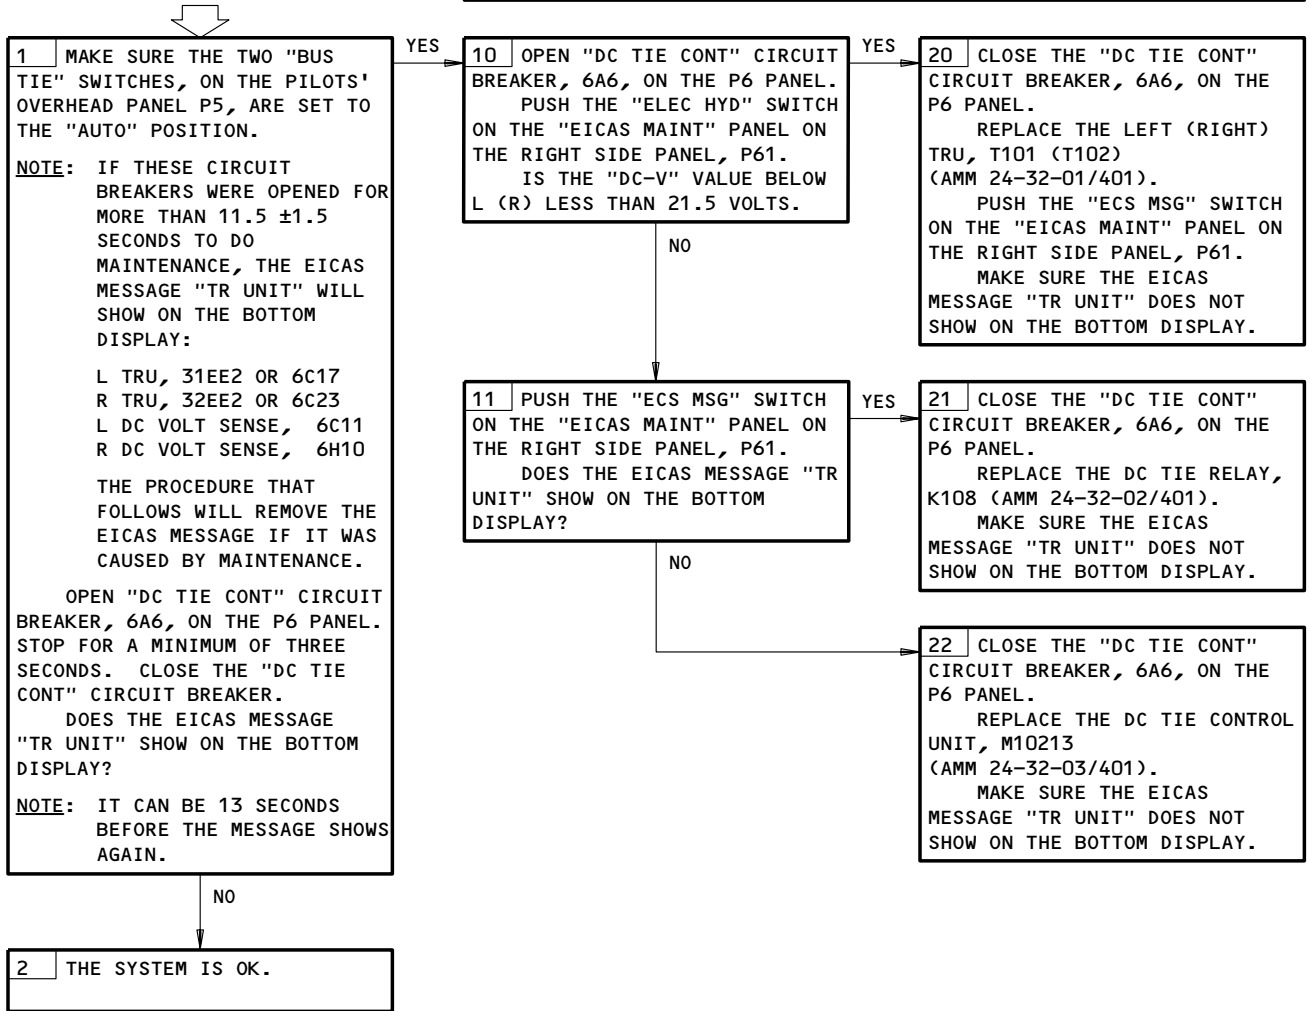 1 MAKE SURE THE TWO "BUS
TIE" SWITCHES, ON THE PILOTS'
OVERHEAD PANEL P5, ARE SET TO
THE "AUTO" POSITION.
NOTE: IF THESE CIRCUIT
BREAKERS WERE OPENED FOR
MORE THAN 11.5 ±1.5
SECONDS TO DO
MAINTENANCE, THE EICAS
MESSAGE "TR UNIT" WILL
SHOW ON THE BOTTOM
DISPLAY:
L TRU, 31EE2 OR 6C17
R TRU, 32EE2 OR 6C23
L DC VOLT SENSE, 6C11
R DC VOLT SENSE, 6H10
THE PROCEDURE THAT
FOLLOWS WILL REMOVE THE
EICAS MESSAGE IF IT WAS
CAUSED BY MAINTENANCE.
OPEN "DC TIE CONT" CIRCUIT
BREAKER, 6A6, ON THE P6 PANEL.
STOP FOR A MINIMUM OF THREE
SECONDS. CLOSE THE "DC TIE
CONT" CIRCUIT BREAKER.
DOES THE EICAS MESSAGE
"TR UNIT" SHOW ON THE BOTTOM
DISPLAY?
NOTE: IT CAN BE 13 SECONDS
BEFORE THE MESSAGE SHOWS
AGAIN.
NO
2 THE SYSTEM IS OK.
YES
10 OPEN "DC TIE CONT" CIRCUIT
BREAKER, 6A6, ON THE P6 PANEL.
PUSH THE "ELEC HYD" SWITCH
ON THE "EICAS MAINT" PANEL ON
THE RIGHT SIDE PANEL, P61.
IS THE "DC-V" VALUE BELOW
L (R) LESS THAN 21.5 VOLTS.
NO
11 PUSH THE "ECS MSG" SWITCH
ON THE "EICAS MAINT" PANEL ON
THE RIGHT SIDE PANEL, P61.
DOES THE EICAS MESSAGE "TR
UNIT" SHOW ON THE BOTTOM
DISPLAY?
NO
YES
20 CLOSE THE "DC TIE CONT"
CIRCUIT BREAKER, 6A6, ON THE
P6 PANEL.
REPLACE THE LEFT (RIGHT)
TRU, T101 (T102)
(AMM 24-32-01/401).
PUSH THE "ECS MSG" SWITCH
ON THE "EICAS MAINT" PANEL ON
THE RIGHT SIDE PANEL, P61.
MAKE SURE THE EICAS
MESSAGE "TR UNIT" DOES NOT
SHOW ON THE BOTTOM DISPLAY.
YES
21 CLOSE THE "DC TIE CONT"
CIRCUIT BREAKER, 6A6, ON THE
P6 PANEL.
REPLACE THE DC TIE RELAY,
K108 (AMM 24-32-02/401).
MAKE SURE THE EICAS
MESSAGE "TR UNIT" DOES NOT
SHOW ON THE BOTTOM DISPLAY.
22 CLOSE THE "DC TIE CONT"
CIRCUIT BREAKER, 6A6, ON THE
P6 PANEL.
REPLACE THE DC TIE CONTROL
UNIT, M10213
(AMM 24-32-03/401).
MAKE SURE THE EICAS
MESSAGE "TR UNIT" DOES NOT
SHOW ON THE BOTTOM DISPLAY.